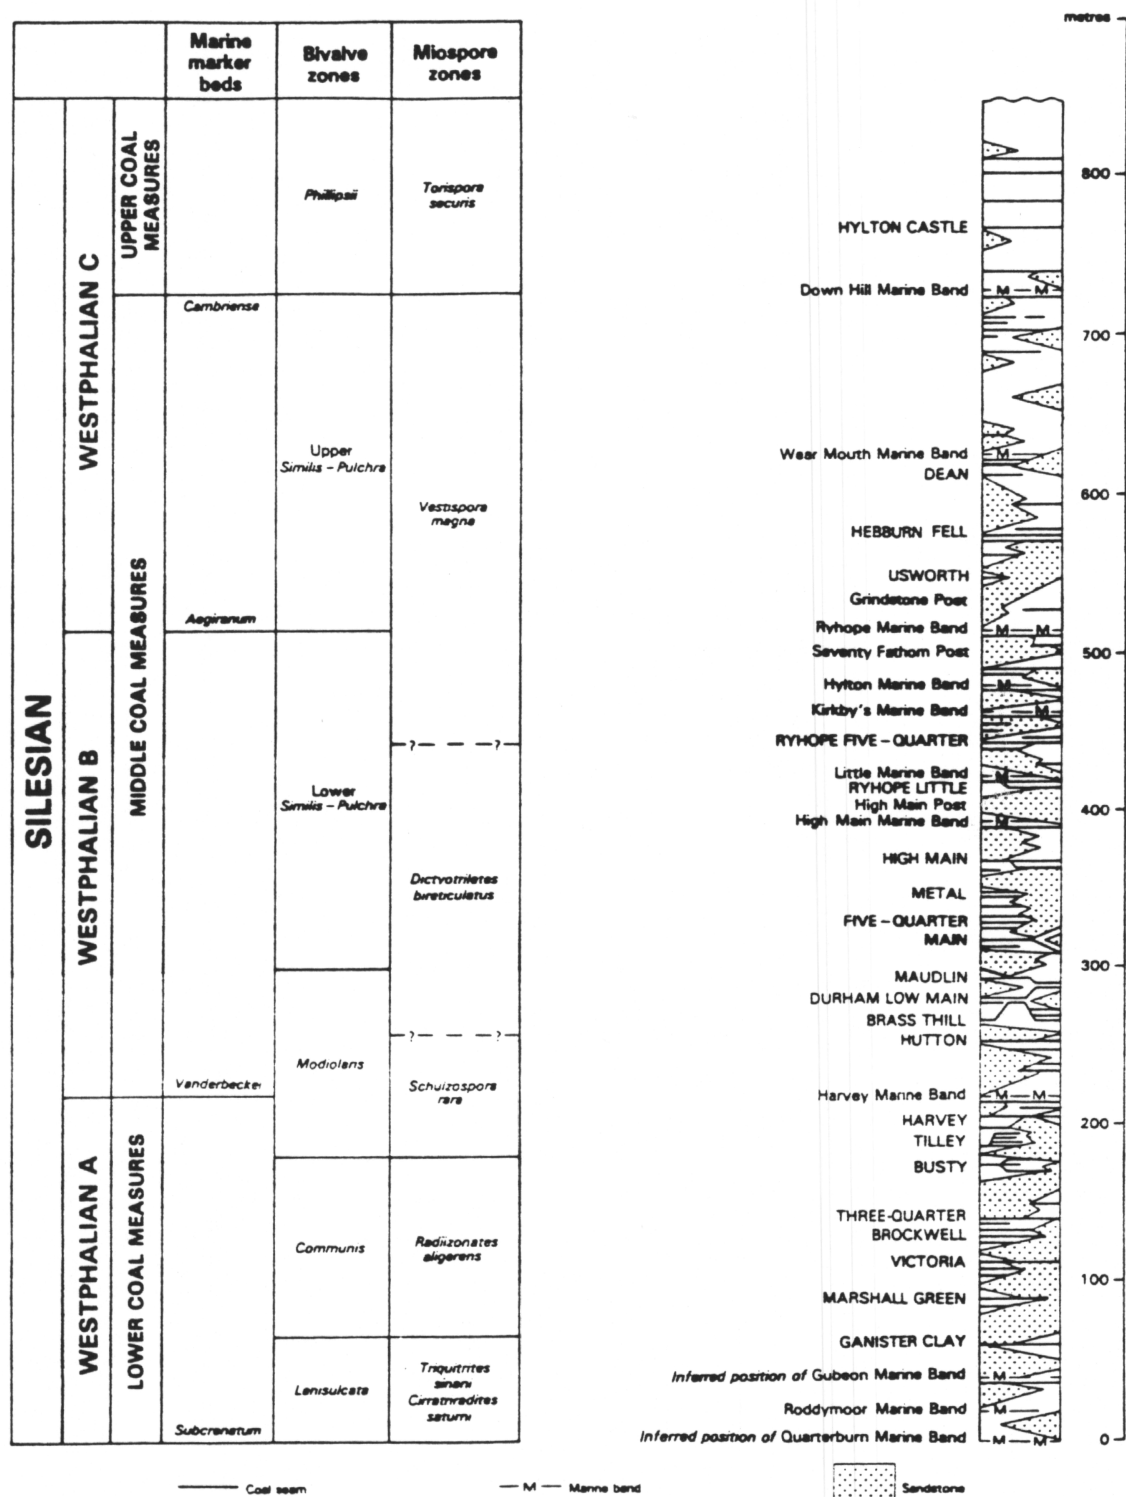 Marine
marker
beds
Bivalve
zones
Miospore
zones
metres
SILESIAN
WESTPHALIAN C
WESTPHALIAN B
WESTPHALIAN A
UPPER COAL
MEASURES
MIDDLE COAL MEASURES
LOWER COAL MEASURES
Cambriense
Aegiranum
Vanderbeckei
Subcrenatum
Phillipsii
Upper
Similis – Pulchra
Lower
Similis – Pulchra
Modiolaris
Communis
Lenisulcata
Torispora
securis
Vestispora
magna
? — — ?
Dictyotriletes
bireticulatus
? — — ?
Schulzospora
rara
Radiizonates
aligerens
Triquitrites
sinani
Cirratriradites
saturni
HYLTON CASTLE
Down Hill Marine Band
Wear Mouth Marine Band
DEAN
HEBBURN FELL
USWORTH
Grindstone Post
Ryhope Marine Band
Seventy Fathom Post
Hylton Marine Band
Kirkby's Marine Band
RYHOPE FIVE – QUARTER
Little Marine Band
RYHOPE LITTLE
High Main Post
High Main Marine Band
HIGH MAIN
METAL
FIVE – QUARTER
MAIN
MAUDLIN
DURHAM LOW MAIN
BRASS THILL
HUTTON
Harvey Marine Band
HARVEY
TILLEY
BUSTY
THREE-QUARTER
BROCKWELL
VICTORIA
MARSHALL GREEN
GANISTER CLAY
Inferred position of Gubeon Marine Band
Roddymoor Marine Band
Inferred position of Quarterburn Marine Band
M — M
M
M — M
M
M
M
M
M — M
M
M
M — M
800
700
600
500
400
300
200
100
0
Coal seam
— M — Marine band
Sandstone